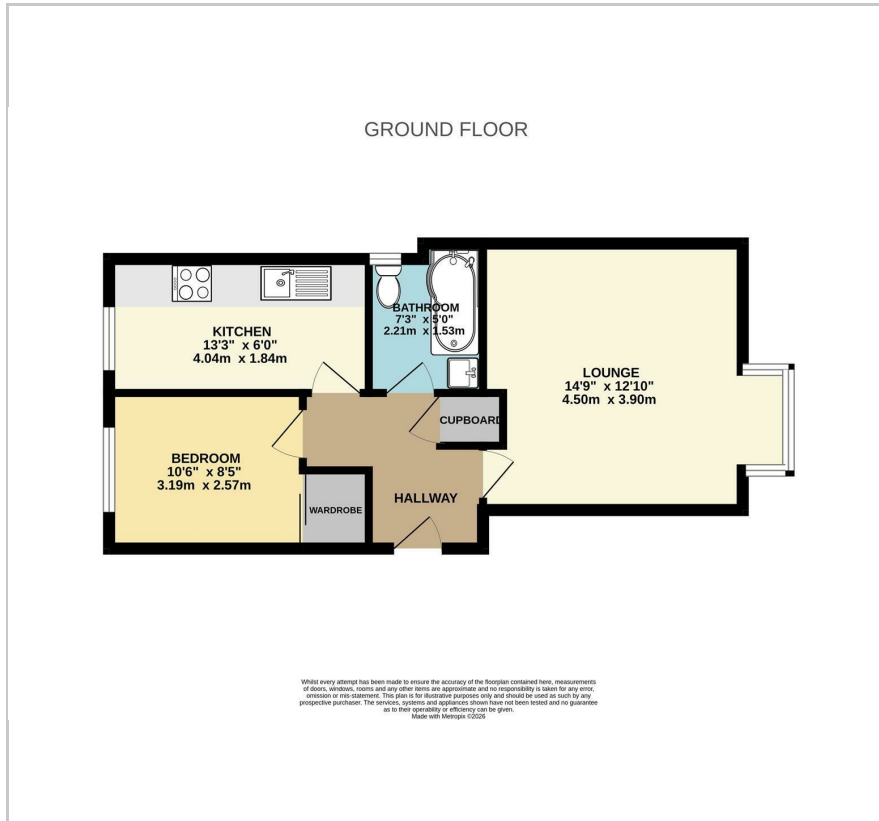 GROUND FLOOR
KITCHEN
13'3" x 6'0"
4.04m x 1.84m
BATHROOM
7'3" x 5'0"
2.21m x 1.53m
LOUNGE
14'9" x 12'10"
4.50m x 3.90m
CUPBOARD
BEDROOM
10'6" x 8'5"
3.19m x 2.57m
HALLWAY
WARDROBE
Whilst every attempt has been made to ensure the accuracy of the floorplan contained here, measurements
of doors, windows, rooms and any other items are approximate and no responsibility is taken for any error,
omission or mis-statement. This plan is for illustrative purposes only and should be used as such by any
prospective purchaser. The services, systems and appliances shown have not been tested and no guarantee
as to their operability or efficiency can be given.
Made with Metropix ©2026